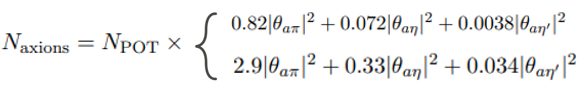 N_axions = N_POT × { 0.82|θ_aπ|² + 0.072|θ_aη|² + 0.0038|θ_aη′|²
2.9|θ_aπ|² + 0.33|θ_aη|² + 0.034|θ_aη′|²